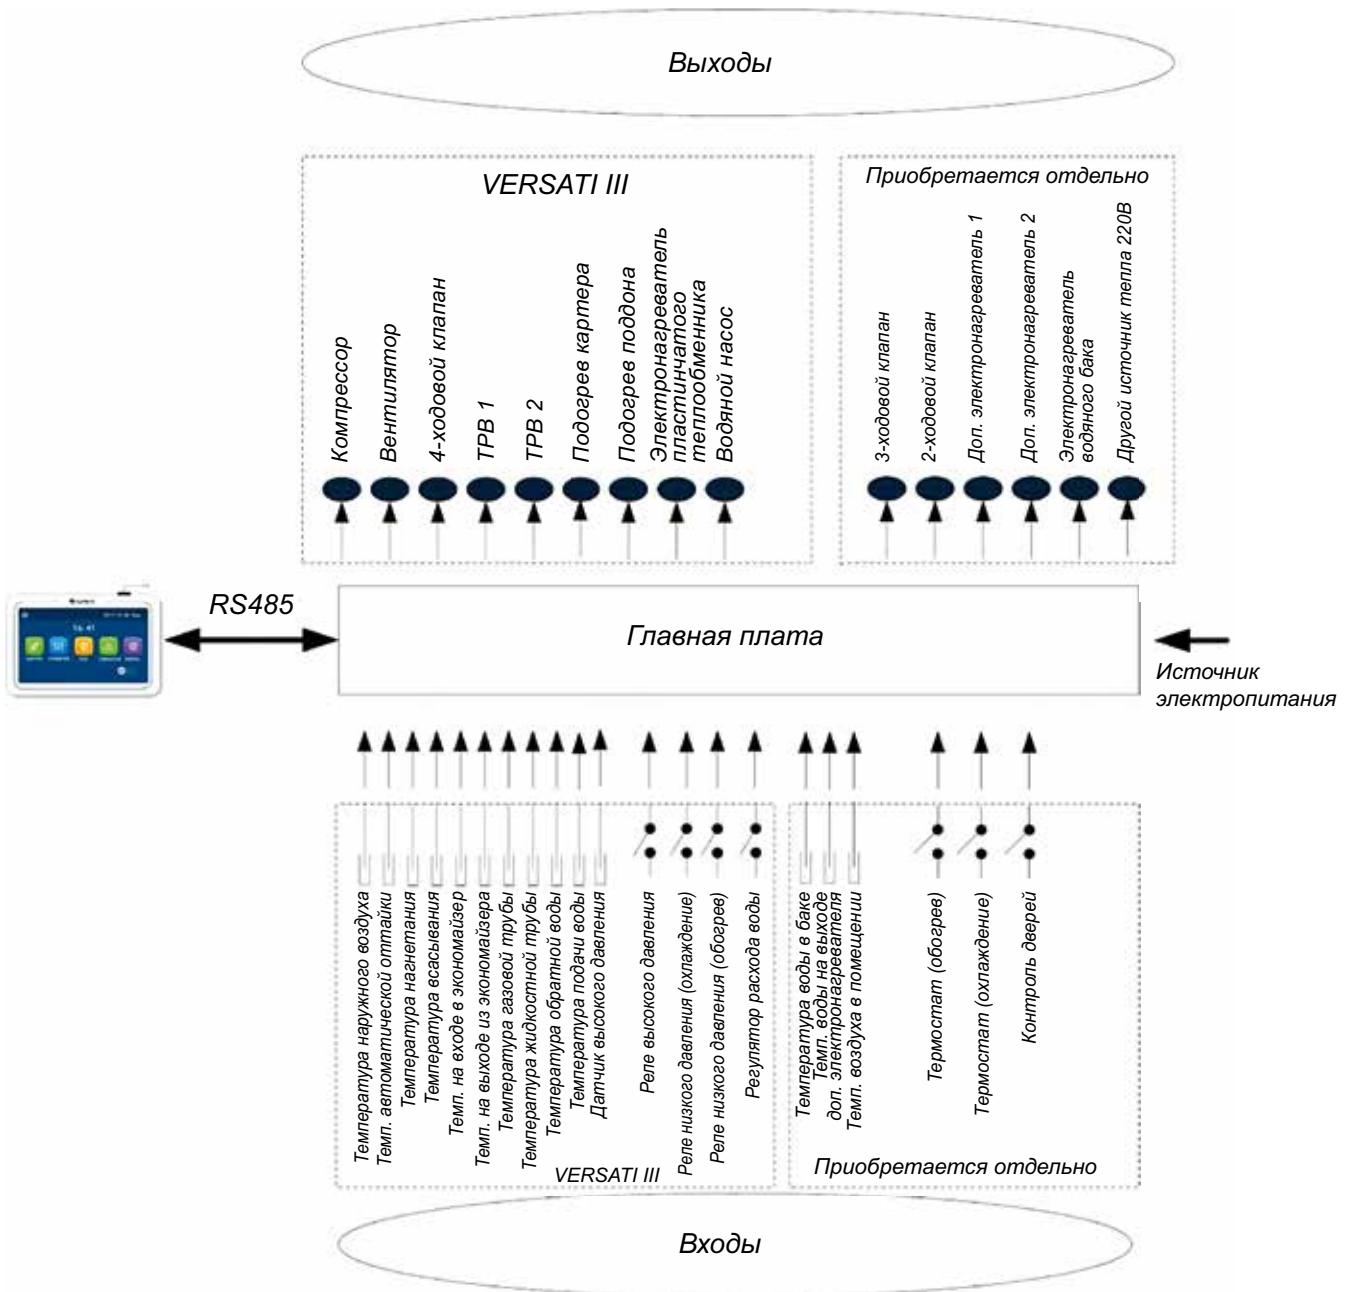 Выходы
VERSATI III
Приобретается отдельно
Компрессор
Вентилятор
4-ходовой клапан
ТРВ 1
ТРВ 2
Подогрев картера
Подогрев поддона
Электронагреватель
пластинчатого
теплообменника
Водяной насос
3-ходовой клапан
2-ходовой клапан
Доп. электронагреватель 1
Доп. электронагреватель 2
Электронагреватель
водяного бака
Другой источник тепла 220В
RS485
Главная плата
Источник
электропитания
Температура наружного воздуха
Темп. автоматической оттайки
Температура нагнетания
Температура всасывания
Темп. на входе в экономайзер
Темп. на выходе из экономайзера
Температура газовой трубы
Температура жидкостной трубы
Температура обратной воды
Температура подачи воды
Датчик высокого давления
Реле высокого давления
Реле низкого давления (охлаждение)
Реле низкого давления (обогрев)
Регулятор расхода воды
Температура воды в баке
Темп. воды на выходе
доп. электронагревателя
Темп. воздуха в помещении
Термостат (обогрев)
Термостат (охлаждение)
Контроль дверей
VERSATI III
Приобретается отдельно
Входы